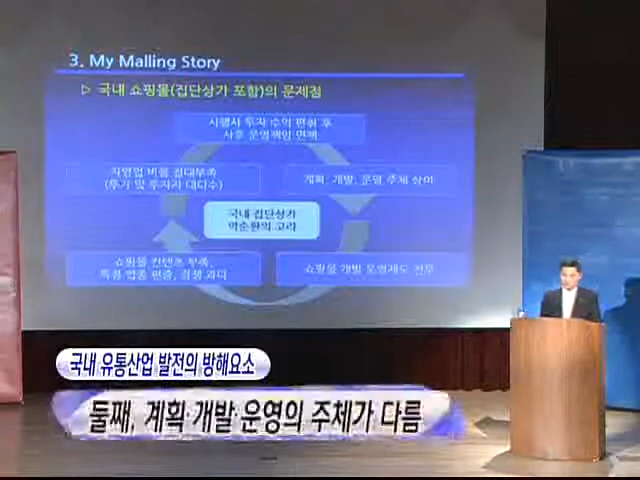 3. My Malling Story
▷ 국내 쇼핑몰(집단상가 포함)의 문제점
시행사 투자 수익 편취 후
사후 운영책임 면책
자영업 비율 절대부족
(투기 및 투자자 대다수)
계획, 개발, 운영 주체 상이
국내 집단상가
악순환의 고리
쇼핑몰 컨텐츠 부족,
특정 업종 편중, 경쟁 과다
쇼핑몰 개발 운영제도 전무
국내 유통산업 발전의 방해요소
둘째, 계획·개발·운영의 주체가 다름